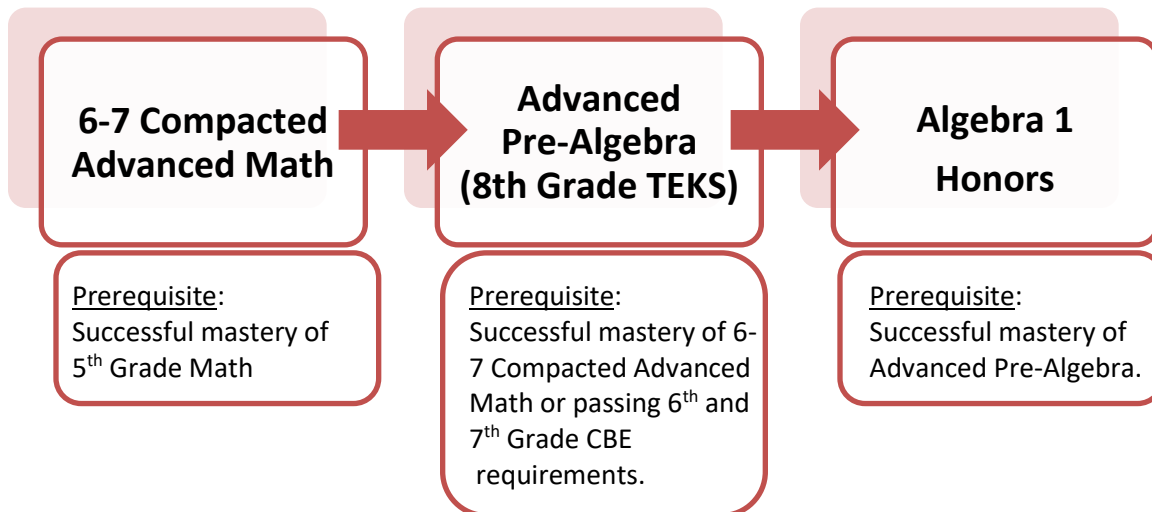 6-7 Compacted
Advanced Math
Prerequisite:
Successful mastery of
5th Grade Math
Advanced
Pre-Algebra
(8th Grade TEKS)
Prerequisite:
Successful mastery of 6-
7 Compacted Advanced
Math or passing 6th and
7th Grade CBE
requirements.
Algebra 1
Honors
Prerequisite:
Successful mastery of
Advanced Pre-Algebra.